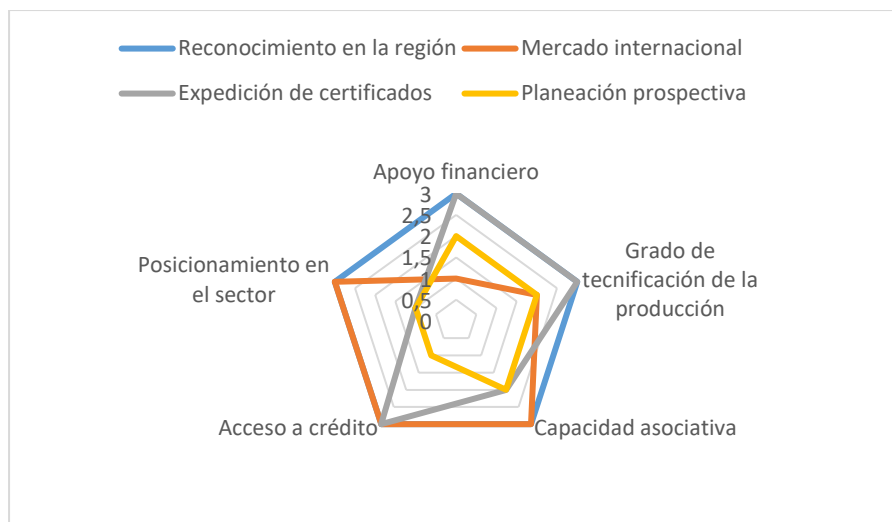 Reconocimiento en la región
Mercado internacional
Expedición de certificados
Planeación prospectiva
Apoyo financiero
3
2,5
2
1,5
1
0,5
0
Grado de
tecnificación de la
producción
Posicionamiento en
el sector
Acceso a crédito
Capacidad asociativa